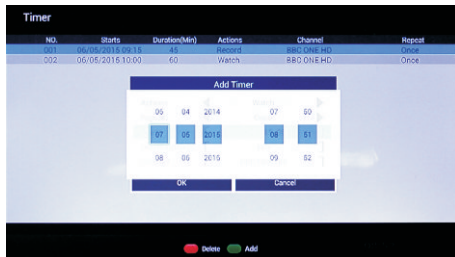 Timer
NO. Starts Duration(Min) Actions Channel Repeat
001 06/05/2015 09:15 45 Record BBC ONE HD Once
002 06/05/2015 10:00 60 Watch BBC ONE HD Once
Add Timer
06 04 2014 07 50
07 05 2015 08 51
08 06 2016 09 52
OK Cancel
Delete Add